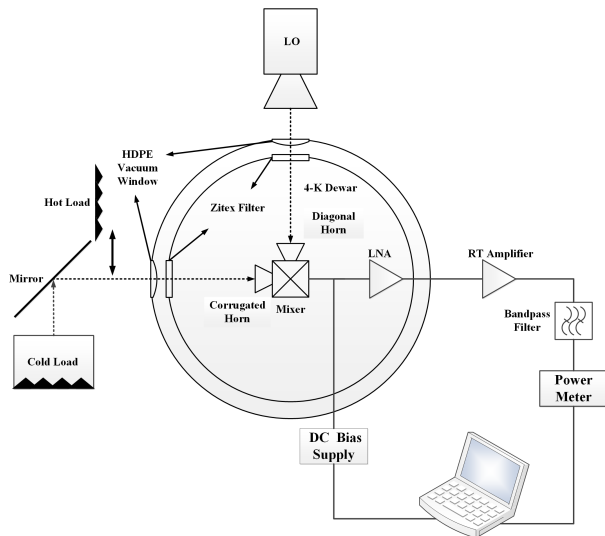 LO
HDPE
Vacuum
Window
Hot Load
Zitex Filter
4-K Dewar
Diagonal
Horn
LNA
RT Amplifier
Mirror
Corrugated
Horn
Mixer
Bandpass
Filter
Cold Load
Power
Meter
DC Bias
Supply